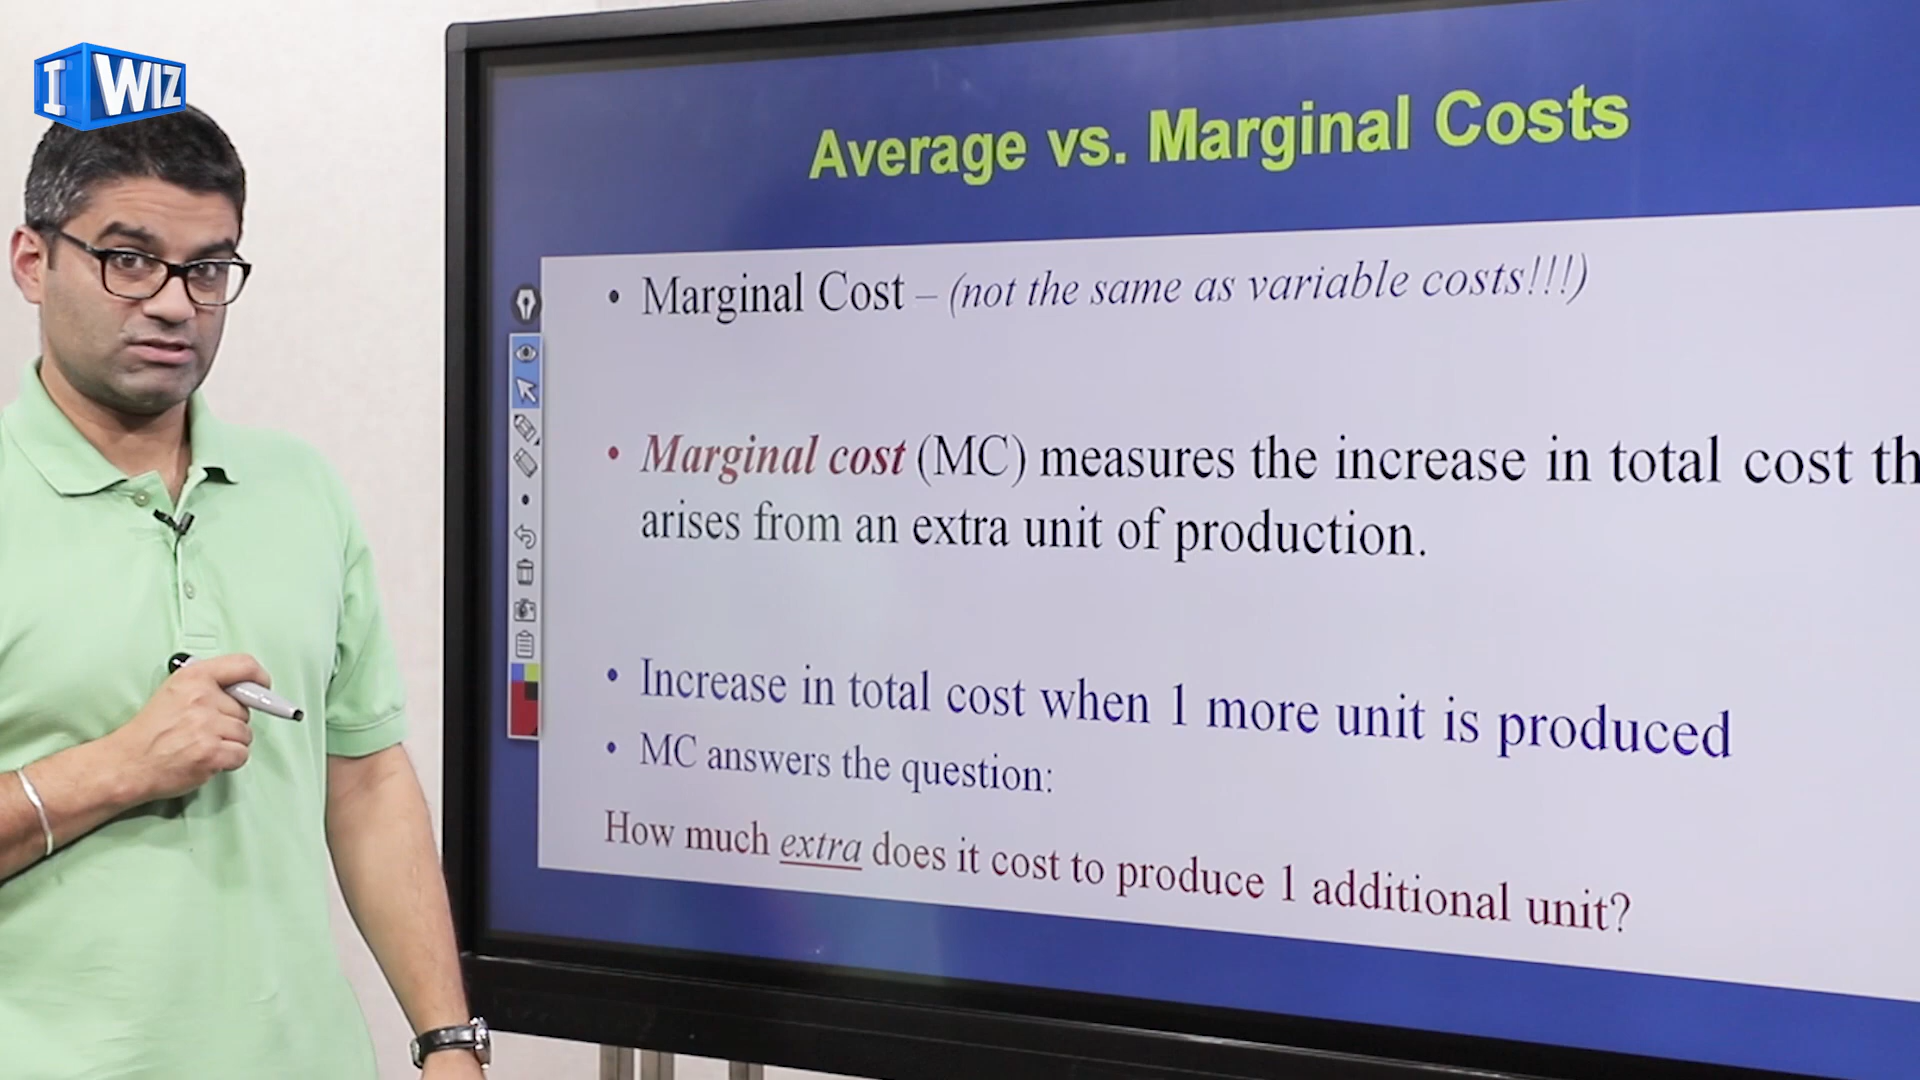 I WIZ
Average vs. Marginal Costs
• Marginal Cost – (not the same as variable costs!!!)
• Marginal cost (MC) measures the increase in total cost th
arises from an extra unit of production.
• Increase in total cost when 1 more unit is produced
• MC answers the question:
How much extra does it cost to produce 1 additional unit?